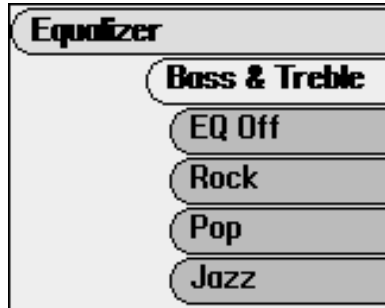 Equalizer
Bass & Treble
EQ Off
Rock
Pop
Jazz